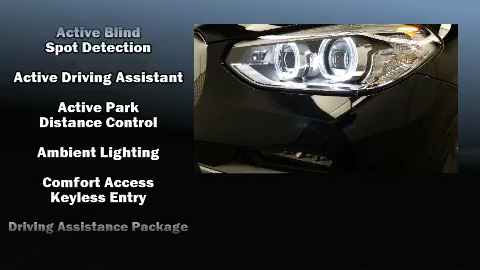 Active Blind
Spot Detection
Active Driving Assistant
Active Park
Distance Control
Ambient Lighting
Comfort Access
Keyless Entry
Driving Assistance Package